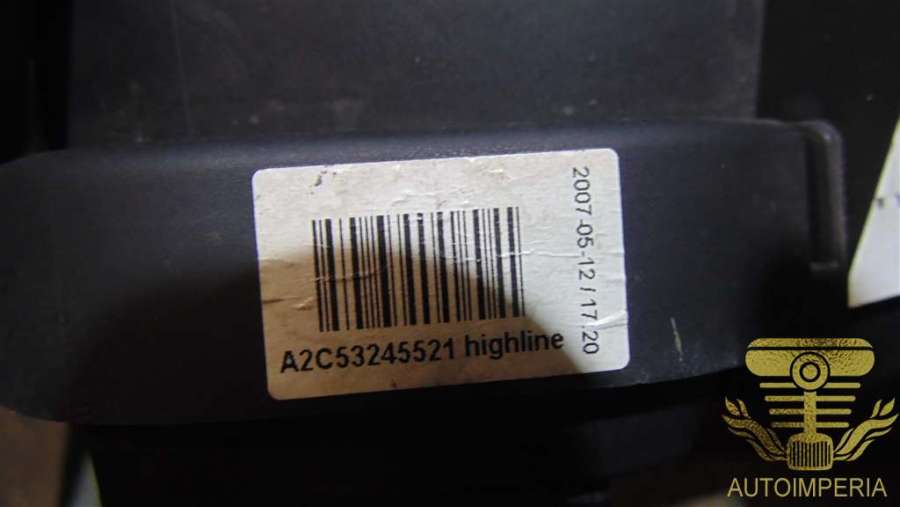 2007-05-12 / 17.20
A2C53245521 highline
AUTOIMPERIA